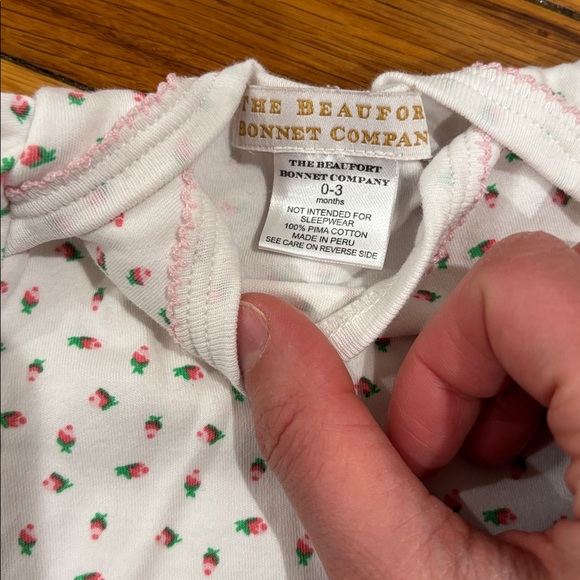 THE BEAUFOR
BONNET COMPAN
THE BEAUFORT
BONNET COMPANY
0-3
months
NOT INTENDED FOR
SLEEPWEAR
100% PIMA COTTON
MADE IN PERU
SEE CARE ON REVERSE SIDE